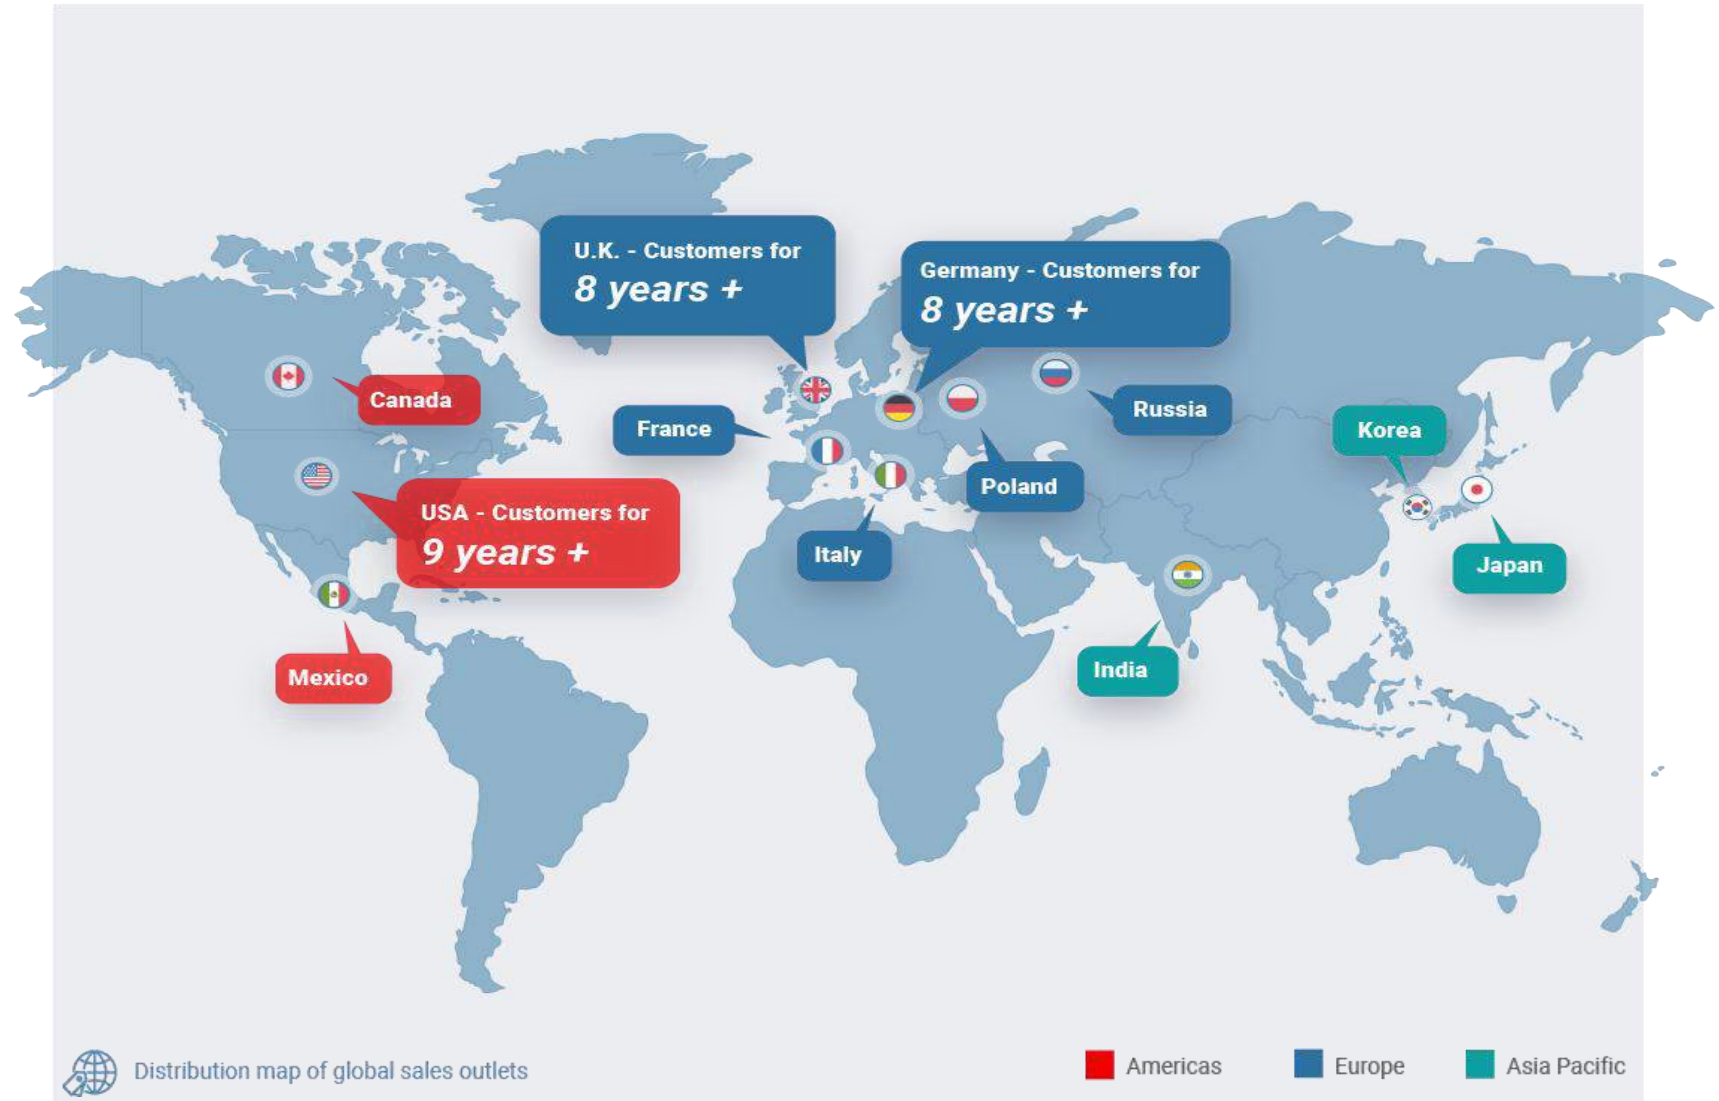 U.K. - Customers for
8 years +
Germany - Customers for
8 years +
Canada
France
Russia
Korea
Poland
USA - Customers for
9 years +
Italy
Japan
India
Mexico
Distribution map of global sales outlets
Americas
Europe
Asia Pacific